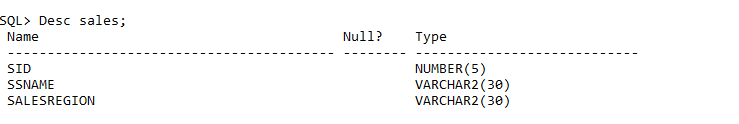 SQL> Desc sales;
Name Null? Type
----------------------------------------- -------- ----------------------------
SID NUMBER(5)
SSNAME VARCHAR2(30)
SALESREGION VARCHAR2(30)